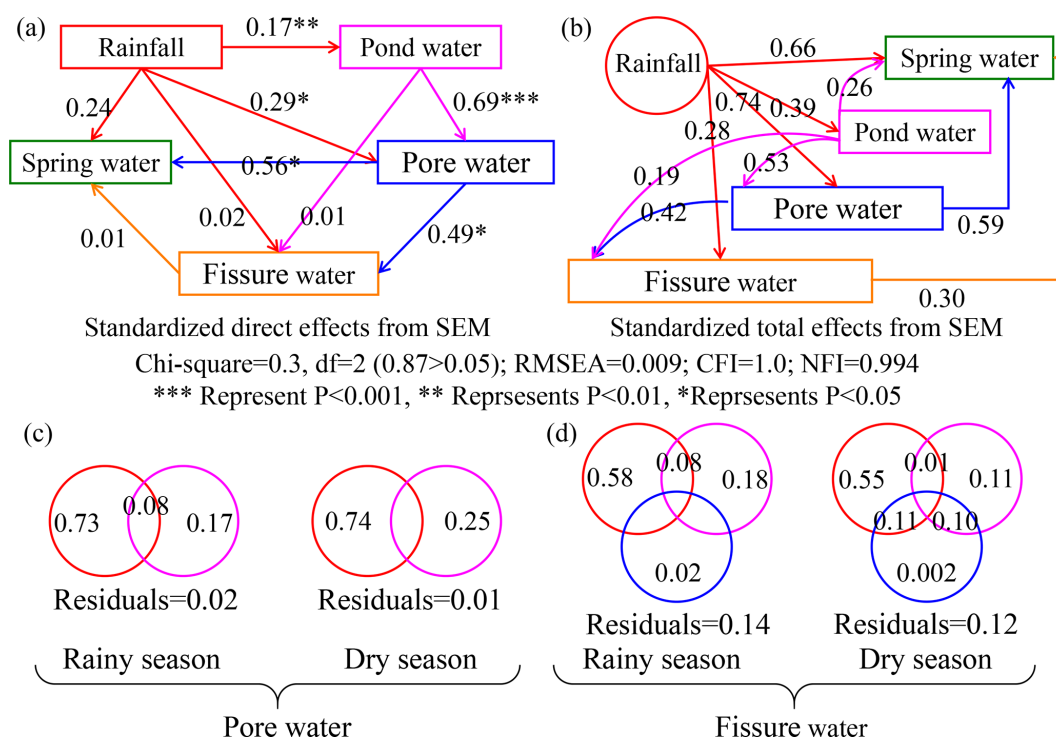 (a)
Rainfall
0.17**
Pond water
0.24
0.29*
0.69***
Spring water
0.56*
Pore water
0.02
0.01
0.01
0.49*
Fissure water
Standardized direct effects from SEM
(b)
Rainfall
0.66
Spring water
0.26
0.74
0.39
0.28
Pond water
0.53
0.19
0.42
Pore water
0.59
Fissure water
0.30
Standardized total effects from SEM
Chi-square=0.3, df=2 (0.87>0.05); RMSEA=0.009; CFI=1.0; NFI=0.994
*** Represent P<0.001, ** Reprsesents P<0.01, *Reprsesents P<0.05
(c)
0.73
0.08
0.17
Residuals=0.02
Rainy season
0.74
0.25
Residuals=0.01
Dry season
Pore water
(d)
0.58
0.08
0.18
0.02
Residuals=0.14
Rainy season
0.55
0.01
0.11
0.11
0.10
0.002
Residuals=0.12
Dry season
Fissure water